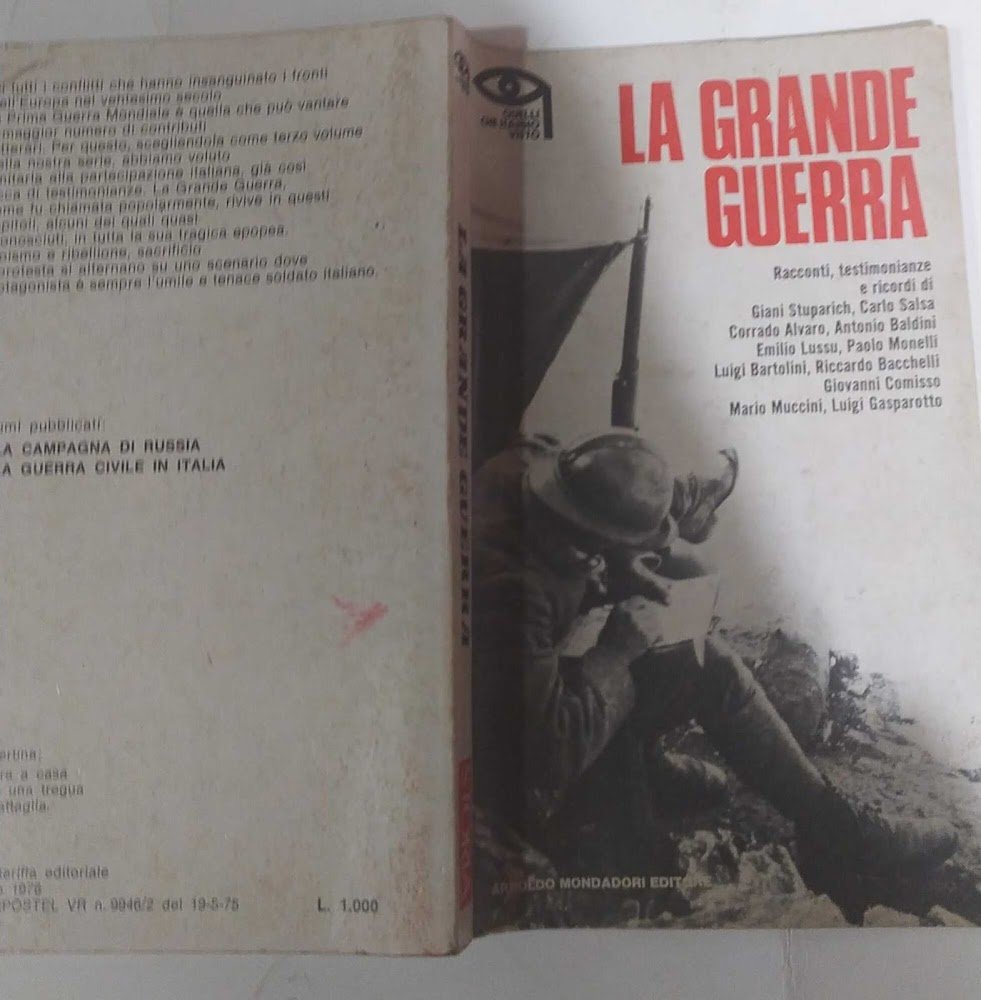 tutti i conflitti che hanno insanguinato i fronti
Europa nel ventesimo secolo
Prima Guerra Mondiale è quella che può vantare
maggior numero di contributi
Per questo, scegliendola come terzo volume
nostra serie, abbiamo voluto
alla partecipazione italiana, già così
di testimonianze. La Grande Guerra,
fu chiamata popolarmente, rivive in questi
alcuni dei quali quasi
in tutta la sua tragica epopea.
e ribellione, sacrificio
protesta si alternano su uno scenario dove
è sempre l'umile e tenace soldato italiano.
pubblicati:
LA CAMPAGNA DI RUSSIA
LA GUERRA CIVILE IN ITALIA
a casa
una tregua
editoriale
1976
VR n. 9946/2 del 19-5-75 L. 1.000
LA GRANDE GUERRA
QUELLI
CHE HANNO
VISTO
LA GRANDE
GUERRA
Racconti, testimonianze
e ricordi di
Giani Stuparich, Carlo Salsa
Corrado Alvaro, Antonio Baldini
Emilio Lussu, Paolo Monelli
Luigi Bartolini, Riccardo Bacchelli
Giovanni Comisso
Mario Muccini, Luigi Gasparotto
ARNOLDO MONDADORI EDITORE